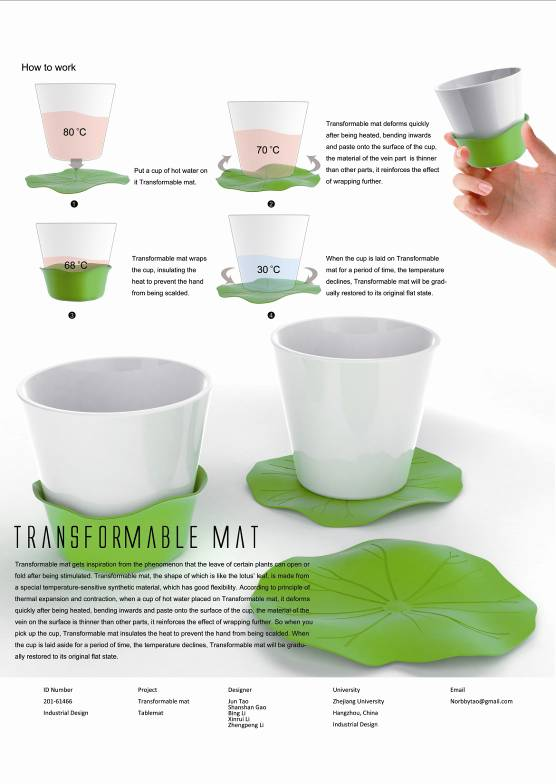 How to work
80 °C
Put a cup of hot water on
it Transformable mat.
❶
70 °C
Transformable mat deforms quickly
after being heated, bending inwards
and paste onto the surface of the cup,
the material of the vein part is thinner
than other parts, it reinforces the effect
of wrapping further.
❷
68 °C
Transformable mat wraps
the cup, insulating the
heat to prevent the hand
from being scalded.
❸
30 °C
When the cup is laid on Transformable
mat for a period of time, the temperature
declines, Transformable mat will be grad-
ually restored to its original flat state.
❹
TRANSFORMABLE MAT
Transformable mat gets inspiration from the phenomenon that the leave of certain plants can open or
fold after being stimulated. Transformable mat, the shape of which is like the lotus' leaf, is made from
a special temperature-sensitive synthetic material, which has good flexibility. According to principle of
thermal expansion and contraction, when a cup of hot water placed on Transformable mat, it deforms
quickly after being heated, bending inwards and paste onto the surface of the cup, the material of the
vein on the surface is thinner than other parts, it reinforces the effect of wrapping further. So when you
pick up the cup, Transformable mat insulates the heat to prevent the hand from being scalded. When
the cup is laid aside for a period of time, the temperature declines, Transformable mat will be gradu-
ally restored to its original flat state.
ID Number
201-61466
Industrial Design
Project
Transformable mat
Tablemat
Designer
Jun Tao
Shanshan Gao
Bing Li
Xinrui Li
Zhengpeng Li
University
Zhejiang University
Hangzhou, China
Industrial Design
Email
Norbbytao@gmail.com